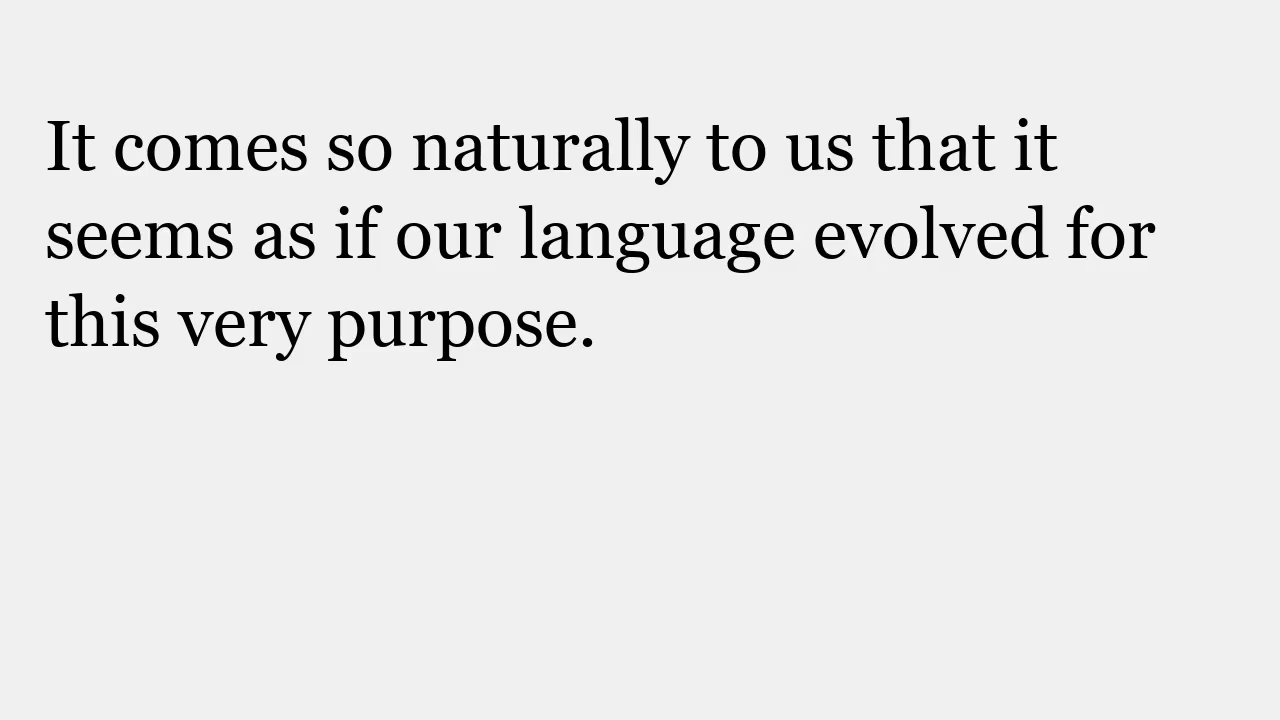 It comes so naturally to us that it
seems as if our language evolved for
this very purpose.